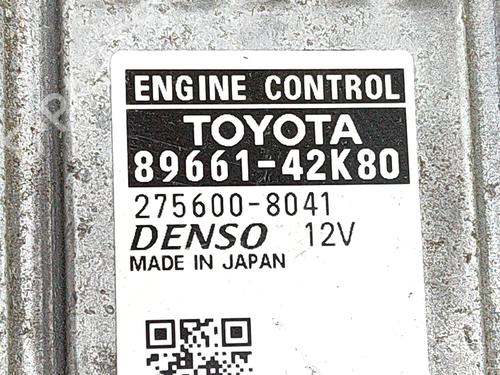 ENGINE CONTROL
TOYOTA
89661-42K80
275600-8041
DENSO 12V
MADE IN JAPAN